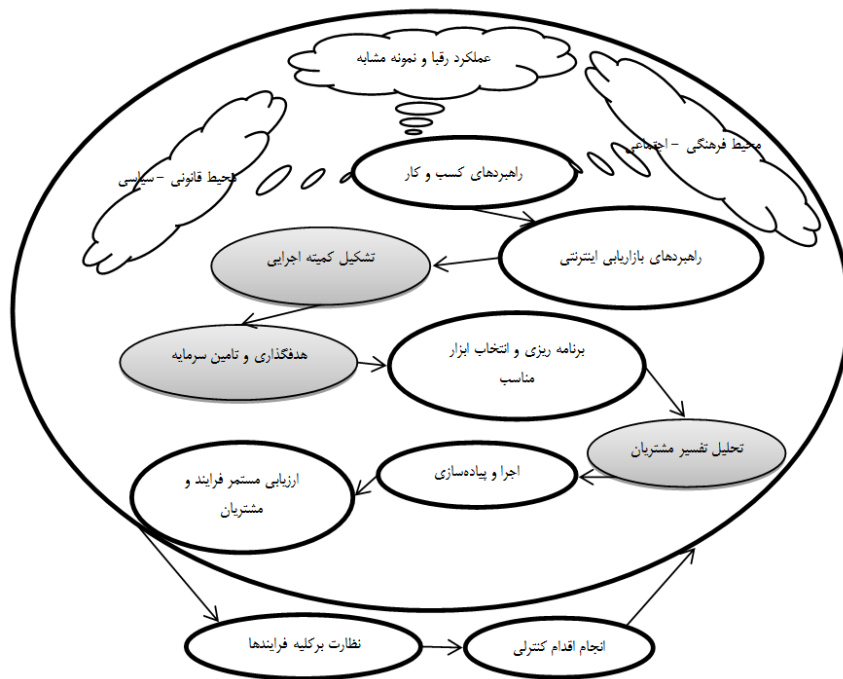 عملکرد رقبا و نمونه مشابه
محیط فرهنگی – اجتماعی
محیط قانونی – سیاسی
راهبردهای کسب و کار
راهبردهای بازاریابی اینترنتی
تشکیل کمیته اجرایی
هدفگذاری و تامین سرمایه
برنامه ریزی و انتخاب ابزار
مناسب
تحلیل تفسیر مشتریان
اجرا و پیاده‌سازی
ارزیابی مستمر فرایند و
مشتریان
نظارت برکلیه فرایندها
انجام اقدام کنترلی